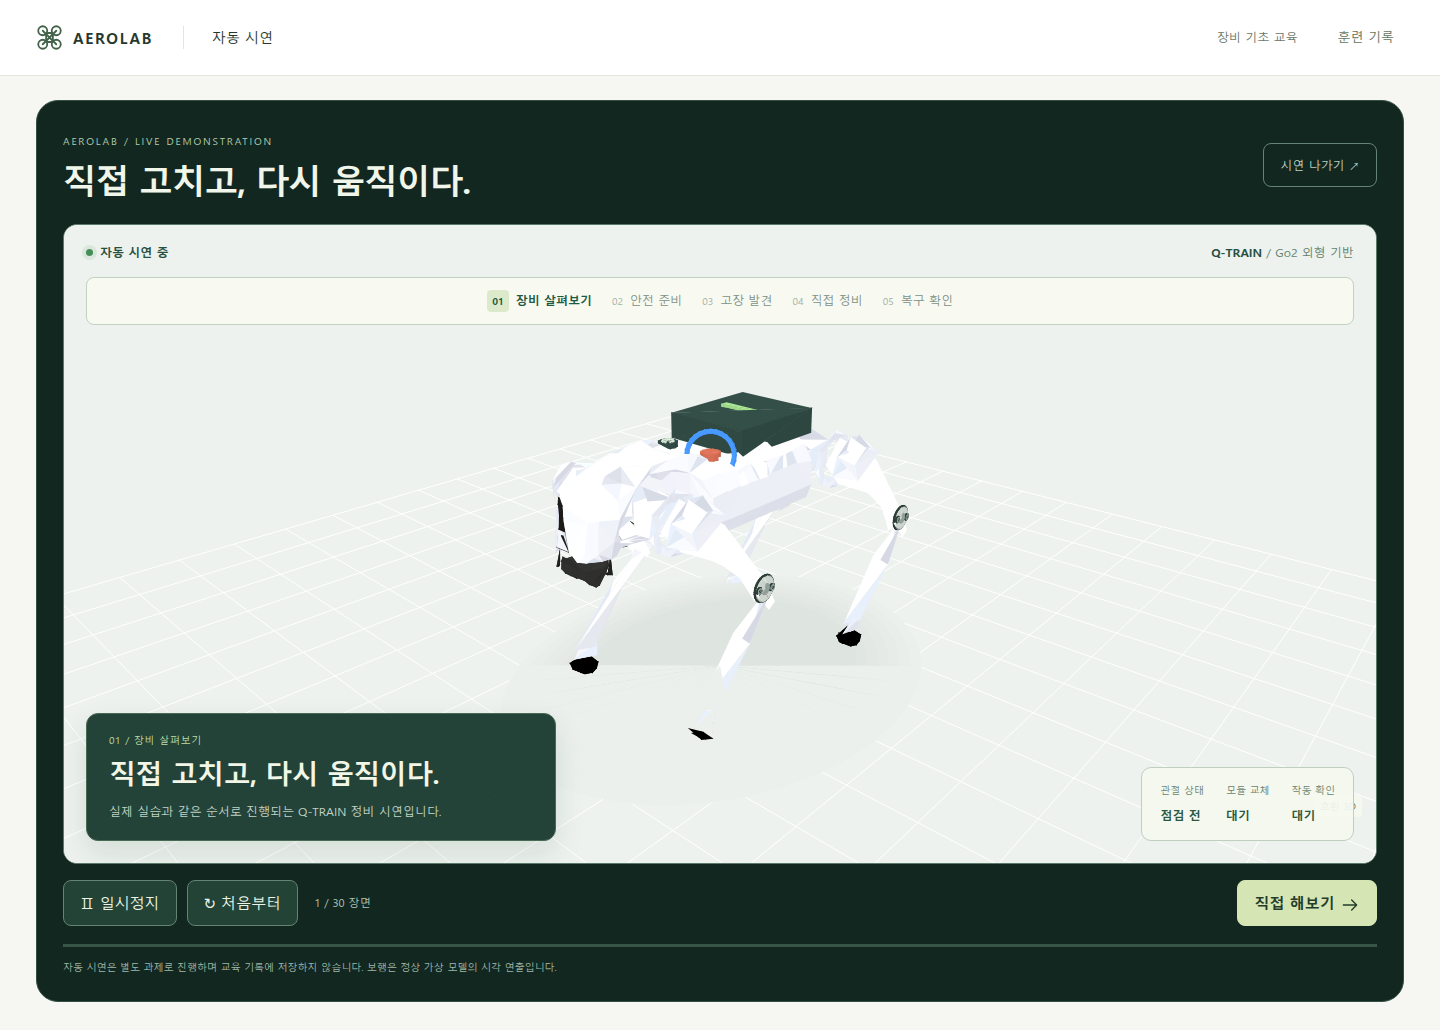 AEROLAB
자동 시연
장비 기초 교육
훈련 기록
AEROLAB / LIVE DEMONSTRATION
직접 고치고, 다시 움직이다.
시연 나가기 ↗
자동 시연 중
Q-TRAIN / Go2 외형 기반
01 장비 살펴보기 02 안전 준비 03 고장 발견 04 직접 정비 05 복구 확인
01 / 장비 살펴보기
직접 고치고, 다시 움직이다.
실제 실습과 같은 순서로 진행되는 Q-TRAIN 정비 시연입니다.
관절 상태 모듈 교체 작동 확인
점검 전 대기 대기
일시정지
↻ 처음부터
1 / 30 장면
직접 해보기 →
자동 시연은 별도 과제로 진행하며 교육 기록에 저장하지 않습니다. 보행은 정상 가상 모델의 시각 연출입니다.